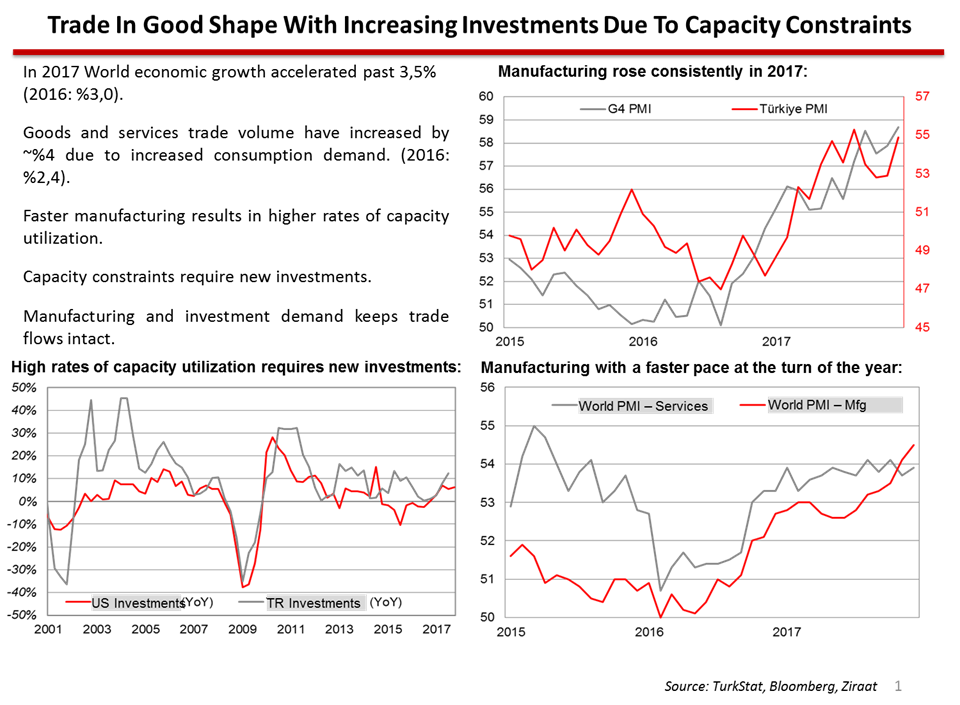 Trade In Good Shape With Increasing Investments Due To Capacity Constraints
In 2017 World economic growth accelerated past 3,5%
(2016: %3,0).
Goods and services trade volume have increased by
~%4 due to increased consumption demand. (2016:
%2,4).
Faster manufacturing results in higher rates of capacity
utilization.
Capacity constraints require new investments.
Manufacturing and investment demand keeps trade
flows intact.
Manufacturing rose consistently in 2017:
G4 PMI
Türkiye PMI
60
59
58
57
56
55
54
53
52
51
50
57
55
53
51
49
47
45
2015
2016
2017
High rates of capacity utilization requires new investments:
50%
40%
30%
20%
10%
0%
-10%
-20%
-30%
-40%
-50%
US Investments(YoY)
TR Investments (YoY)
2001
2003
2005
2007
2009
2011
2013
2015
2017
Manufacturing with a faster pace at the turn of the year:
World PMI – Services
World PMI – Mfg
56
55
54
53
52
51
50
2015
2016
2017
Source: TurkStat, Bloomberg, Ziraat
1